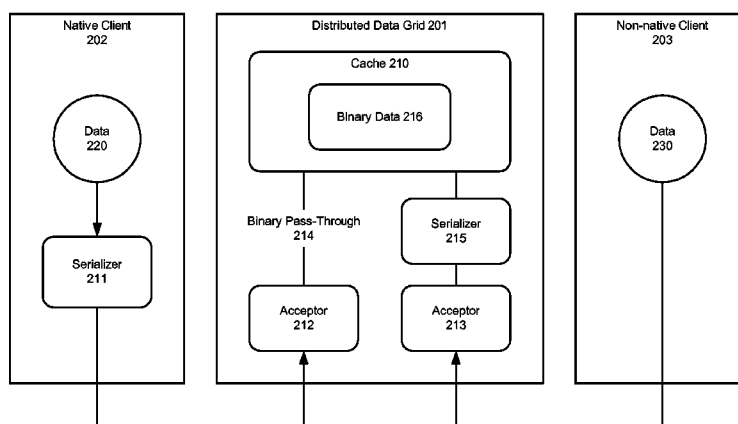 Native Client
202
Data
220
Serializer
211
Distributed Data Grid 201
Cache 210
Binary Data 216
Binary Pass-Through
214
Serializer
215
Acceptor
212
Acceptor
213
Non-native Client
203
Data
230